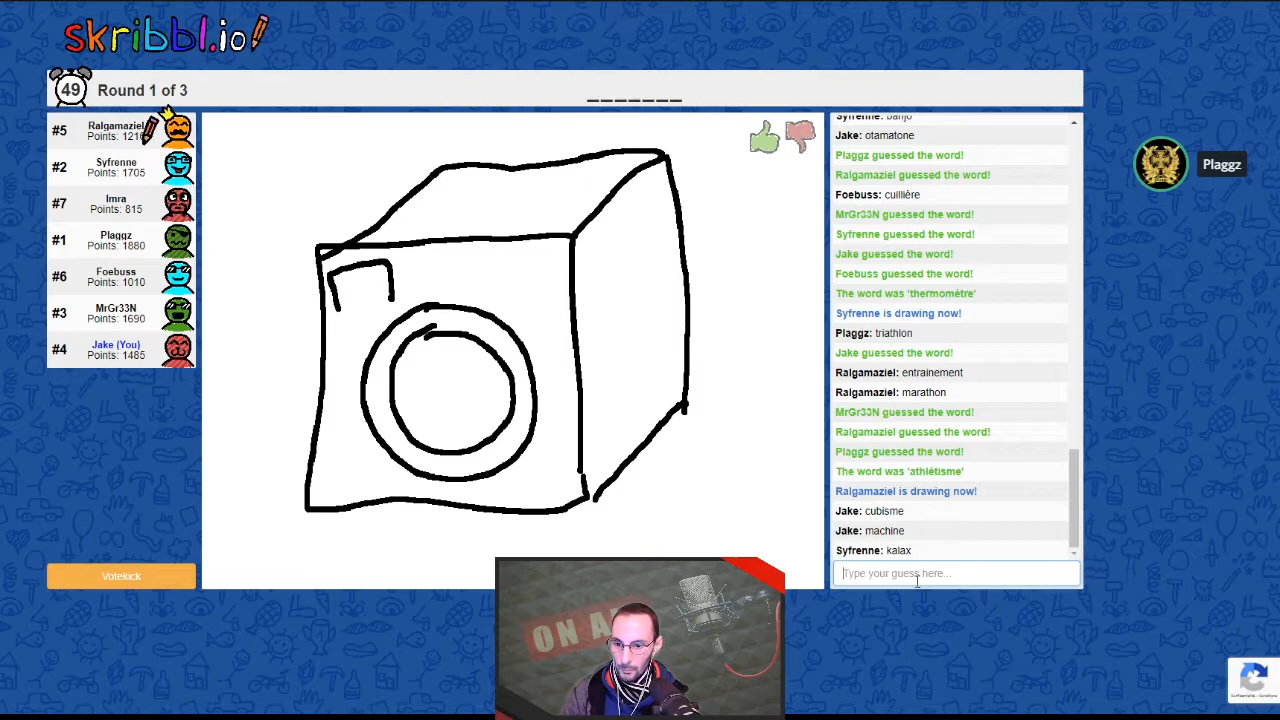 skribbl.io
49
Round 1 of 3
_ _ _ _ _ _ _
#5 Ralgamaziel
Points: 1210
#2 Syfrenne
Points: 1705
#7 Imra
Points: 815
#1 Plaggz
Points: 1880
#6 Foebuss
Points: 1010
#3 MrGr33N
Points: 1690
#4 Jake (You)
Points: 1485
Votekick
Syfrenne: banjo
Jake: otamatone
Plaggz guessed the word!
Ralgamaziel guessed the word!
Foebuss: cuillière
MrGr33N guessed the word!
Syfrenne guessed the word!
Jake guessed the word!
Foebuss guessed the word!
The word was 'thermomètre'
Syfrenne is drawing now!
Plaggz: triathlon
Jake guessed the word!
Ralgamaziel: entrainement
Ralgamaziel: marathon
MrGr33N guessed the word!
Ralgamaziel guessed the word!
Plaggz guessed the word!
The word was 'athlétisme'
Ralgamaziel is drawing now!
Jake: cubisme
Jake: machine
Syfrenne: kalax
Type your guess here...
Plaggz
ON A